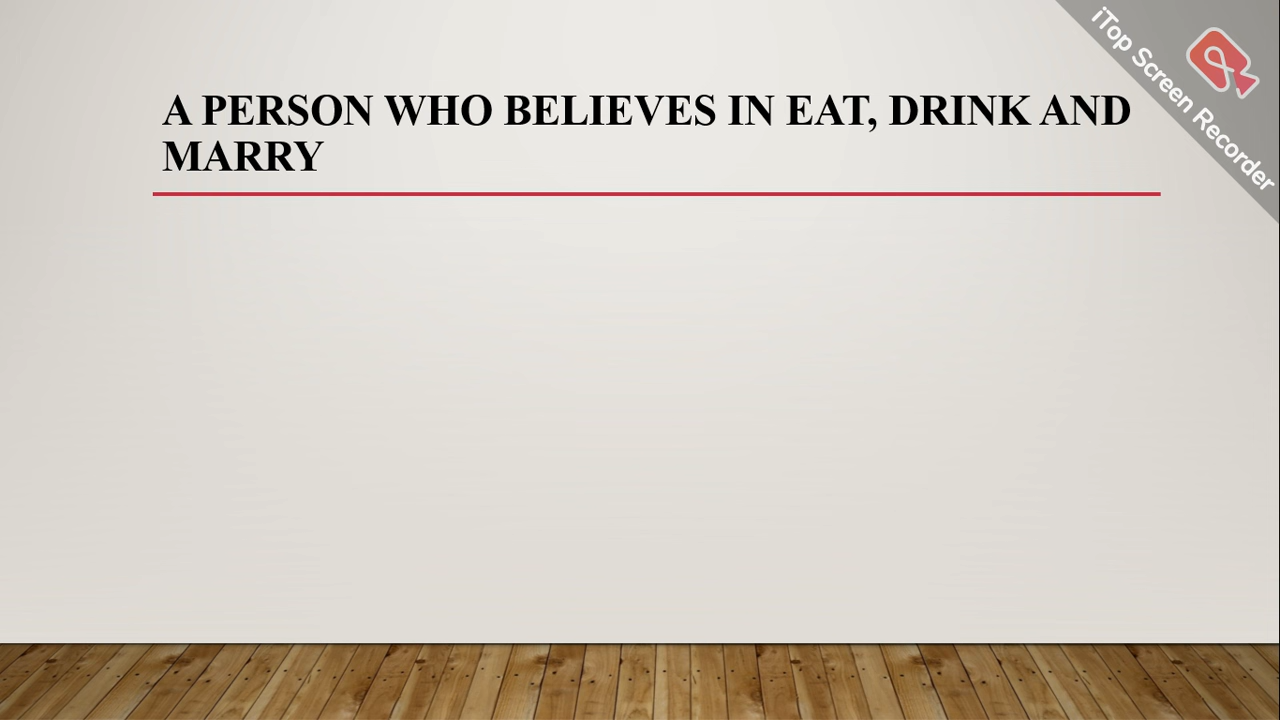 A PERSON WHO BELIEVES IN EAT, DRINK AND
MARRY
iTop Screen Recorder